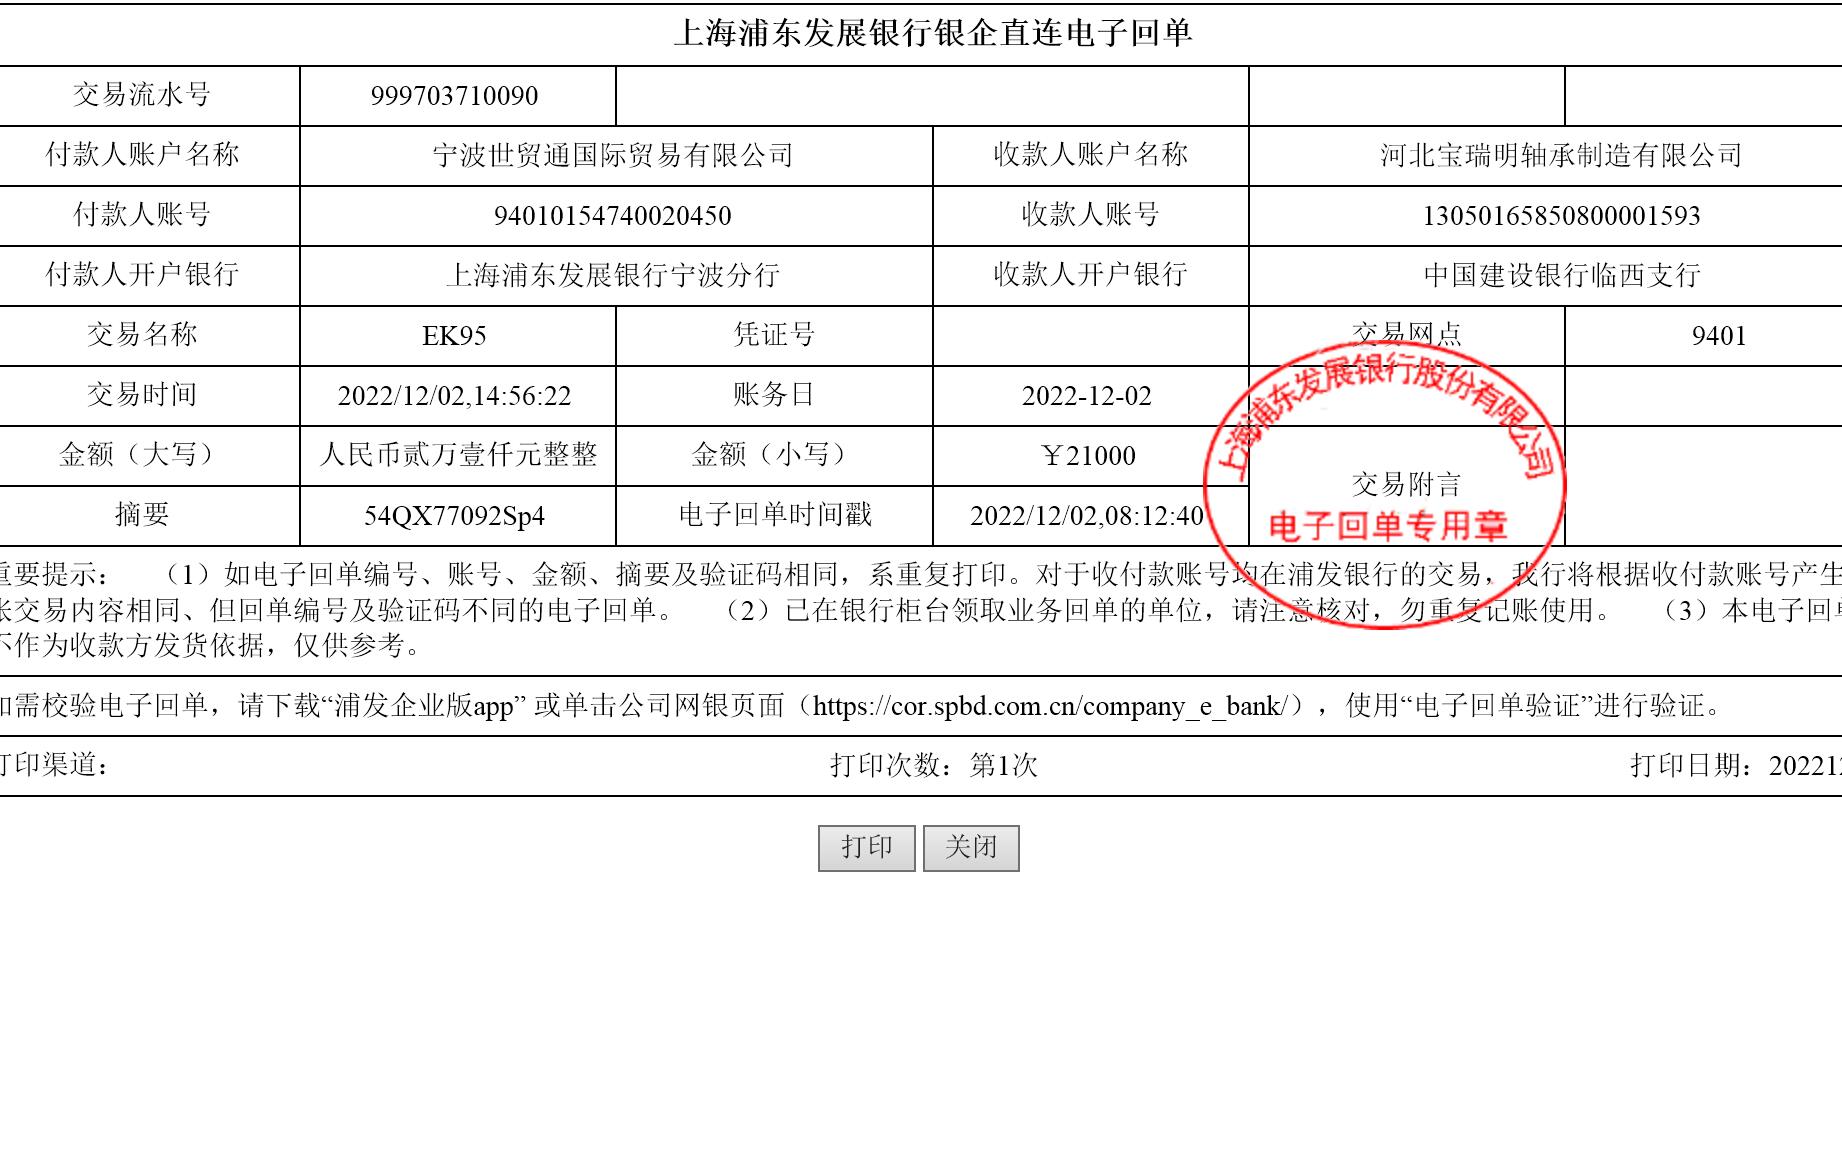 上海浦东发展银行银企直连电子回单
交易流水号 999703710090
付款人账户名称 宁波世贸通国际贸易有限公司 收款人账户名称 河北宝瑞明轴承制造有限公司
付款人账号 94010154740020450 收款人账号 13050165850800001593
付款人开户银行 上海浦东发展银行宁波分行 收款人开户银行 中国建设银行临西支行
交易名称 EK95 凭证号 交易网点 9401
交易时间 2022/12/02,14:56:22 账务日 2022-12-02
金额（大写） 人民币贰万壹仟元整整 金额（小写） ￥21000
交易附言
摘要 54QX77092Sp4 电子回单时间戳 2022/12/02,08:12:40
上海浦东发展银行股份有限公司
电子回单专用章
重要提示： （1）如电子回单编号、账号、金额、摘要及验证码相同，系重复打印。对于收付款账号均在浦发银行的交易，我行将根据收付款账号产生
张交易内容相同、但回单编号及验证码不同的电子回单。 （2）已在银行柜台领取业务回单的单位，请注意核对，勿重复记账使用。 （3）本电子回单
不作为收款方发货依据，仅供参考。
如需校验电子回单，请下载“浦发企业版app” 或单击公司网银页面（https://cor.spbd.com.cn/company_e_bank/），使用“电子回单验证”进行验证。
打印渠道： 打印次数：第1次 打印日期：202212
打印 关闭